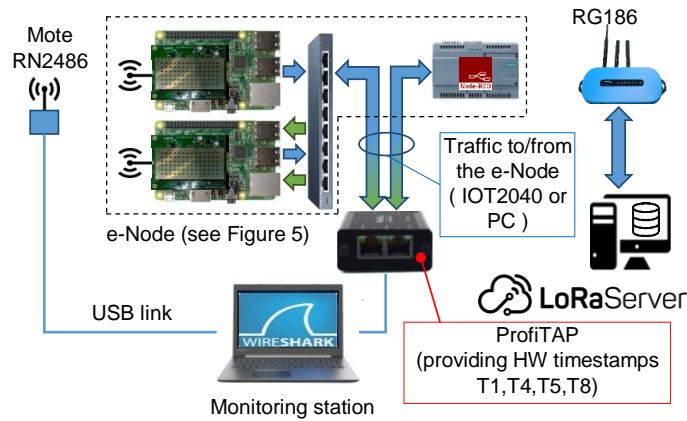 Mote
RN2486
RG186
Node-RED
Traffic to/from
the e-Node
( IOT2040 or
PC )
e-Node (see Figure 5)
USB link
WIRESHARK
LoRaServer
ProfiTAP
(providing HW timestamps
T1,T4,T5,T8)
Monitoring station